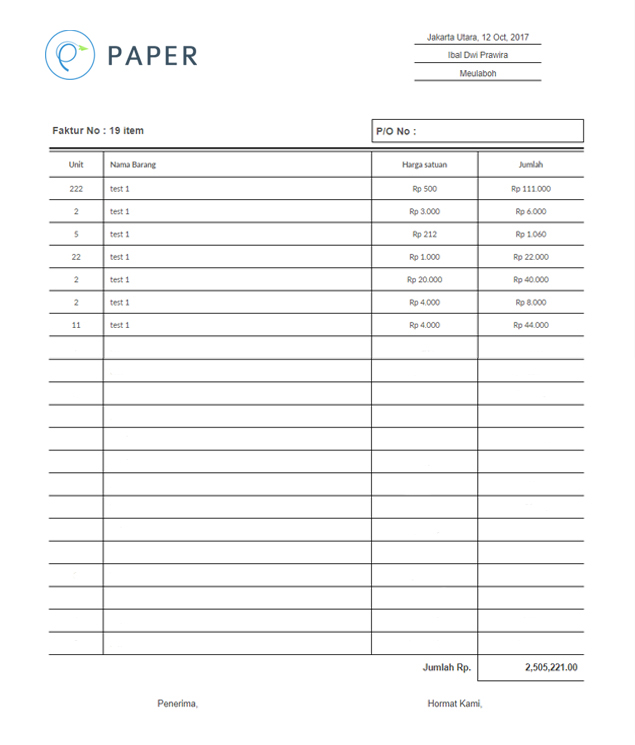 PAPER
Jakarta Utara, 12 Oct, 2017
Ibal Dwi Prawira
Meulaboh
Faktur No : 19 item
P/O No :
Unit Nama Barang Harga satuan Jumlah
222 test 1 Rp 500 Rp 111.000
2 test 1 Rp 3.000 Rp 6.000
5 test 1 Rp 212 Rp 1.060
22 test 1 Rp 1.000 Rp 22.000
2 test 1 Rp 20.000 Rp 40.000
2 test 1 Rp 4.000 Rp 8.000
11 test 1 Rp 4.000 Rp 44.000
Jumlah Rp. 2,505,221.00
Penerima, Hormat Kami,